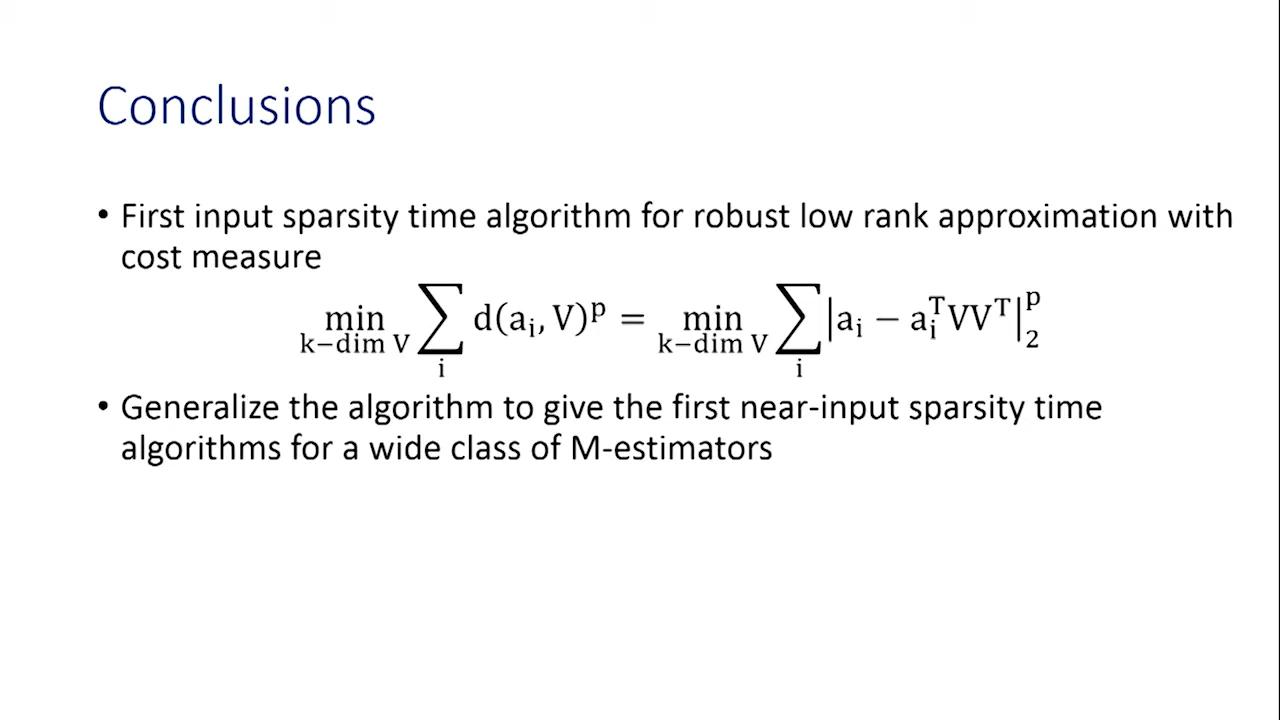 Conclusions
• First input sparsity time algorithm for robust low rank approximation with
cost measure
min_{k−dim V} ∑_i d(a_i, V)^p = min_{k−dim V} ∑_i |a_i − a_i^T VV^T|_2^p
• Generalize the algorithm to give the first near-input sparsity time
algorithms for a wide class of M-estimators